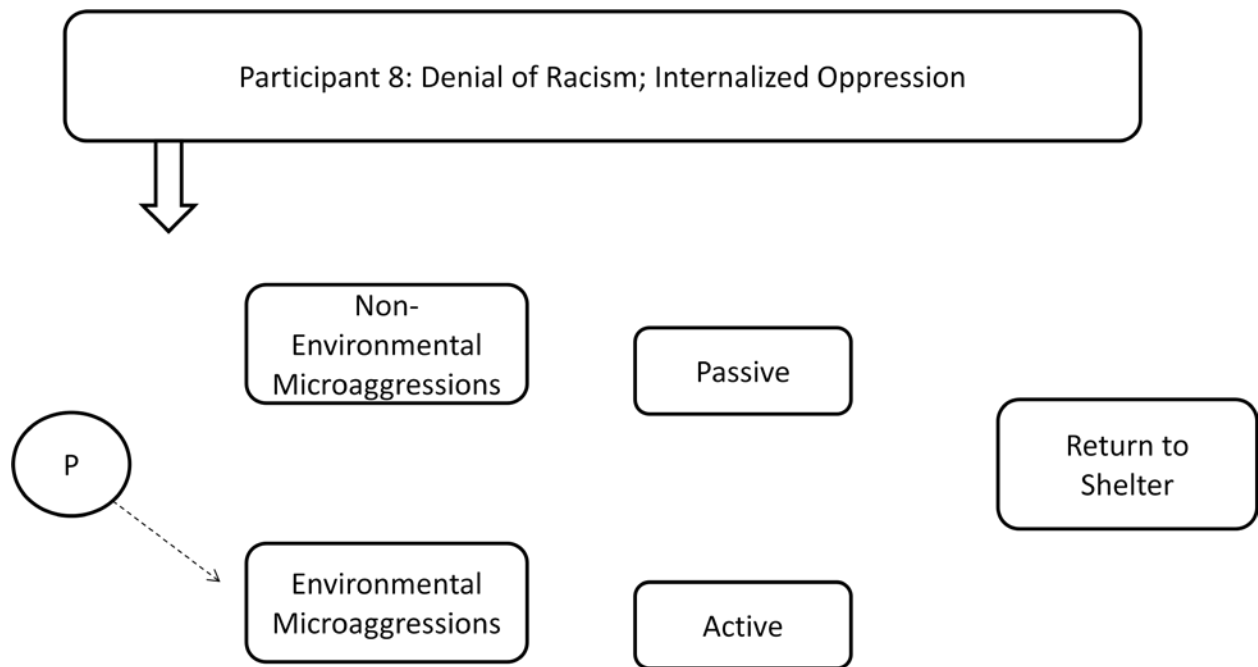 Participant 8: Denial of Racism; Internalized Oppression
Non-
Environmental
Microaggressions
Passive
P
Return to
Shelter
Environmental
Microaggressions
Active